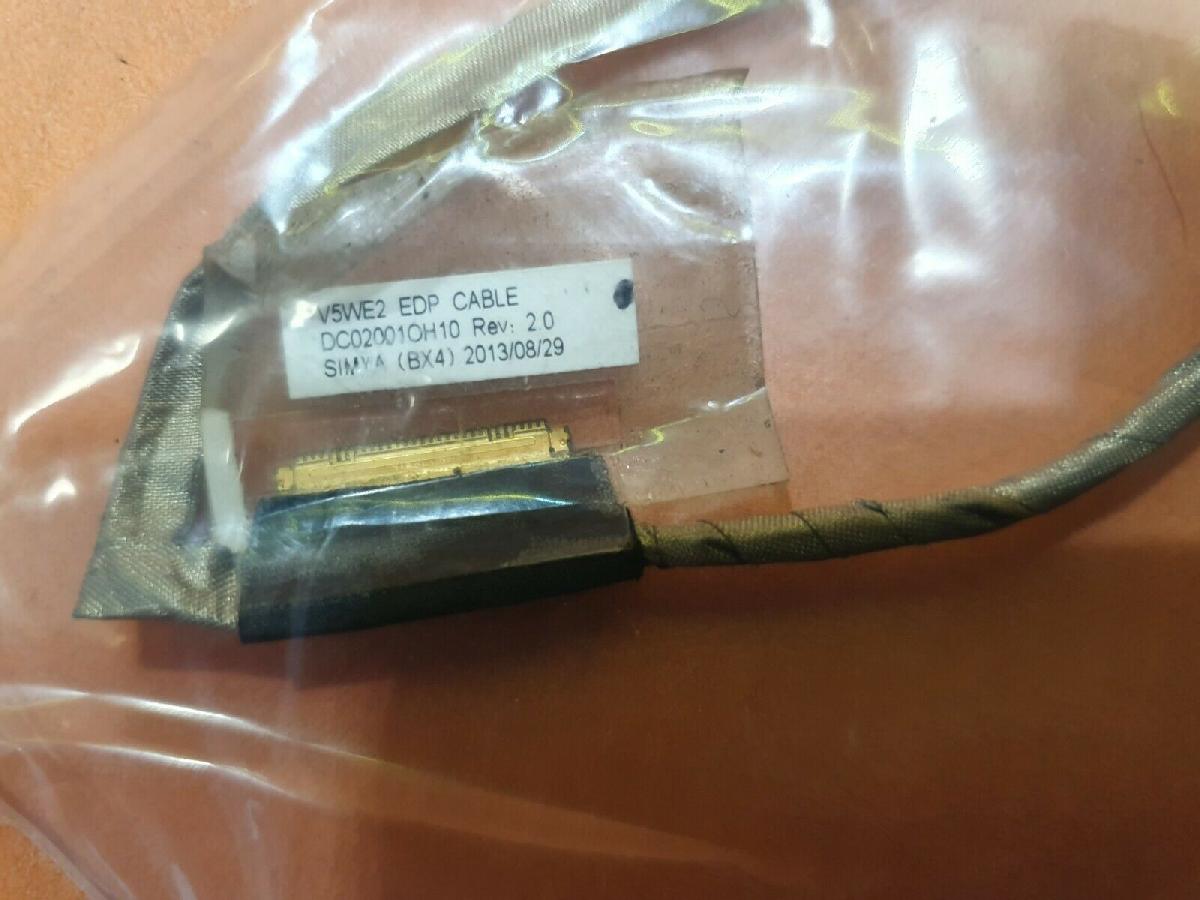 V5WE2 EDP CABLE
DC02001OH10 Rev: 2.0
SIMYA (BX4) 2013/08/29